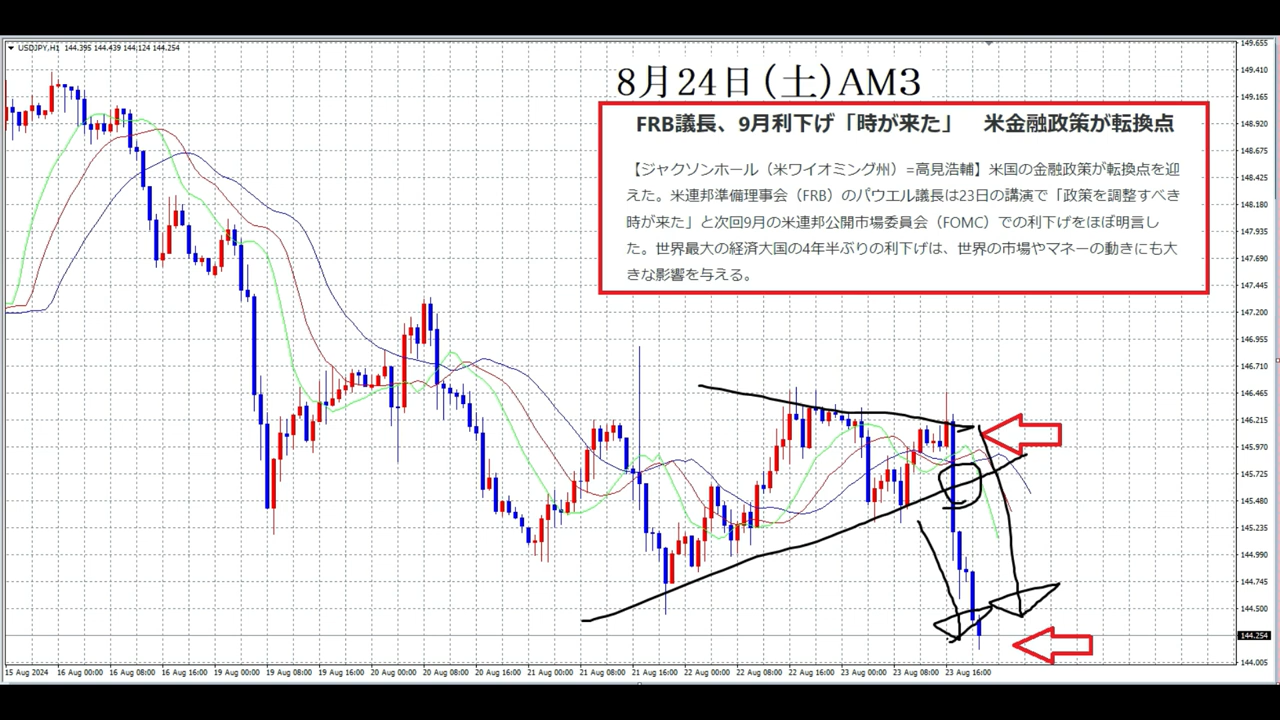 USDJPY,H1 144.395 144.439 144.124 144.254
8月24日(土)AM3
FRB議長、9月利下げ「時が来た」 米金融政策が転換点
【ジャクソンホール（米ワイオミング州）=高見浩輔】米国の金融政策が転換点を迎
えた。米連邦準備理事会（FRB）のパウエル議長は23日の講演で「政策を調整すべき
時が来た」と次回9月の米連邦公開市場委員会（FOMC）での利下げをほぼ明言し
た。世界最大の経済大国の4年半ぶりの利下げは、世界の市場やマネーの動きにも大
きな影響を与える。
149.655
149.410
149.165
148.920
148.675
148.425
148.180
147.935
147.690
147.445
147.200
146.955
146.710
146.465
146.215
145.970
145.725
145.480
145.235
144.990
144.745
144.500
144.254
144.005
15 Aug 2024 16 Aug 00:00 16 Aug 08:00 16 Aug 16:00 19 Aug 00:00 19 Aug 08:00 19 Aug 16:00 20 Aug 00:00 20 Aug 08:00 20 Aug 16:00 21 Aug 00:00 21 Aug 08:00 21 Aug 16:00 22 Aug 00:00 22 Aug 08:00 22 Aug 16:00 23 Aug 00:00 23 Aug 08:00 23 Aug 16:00